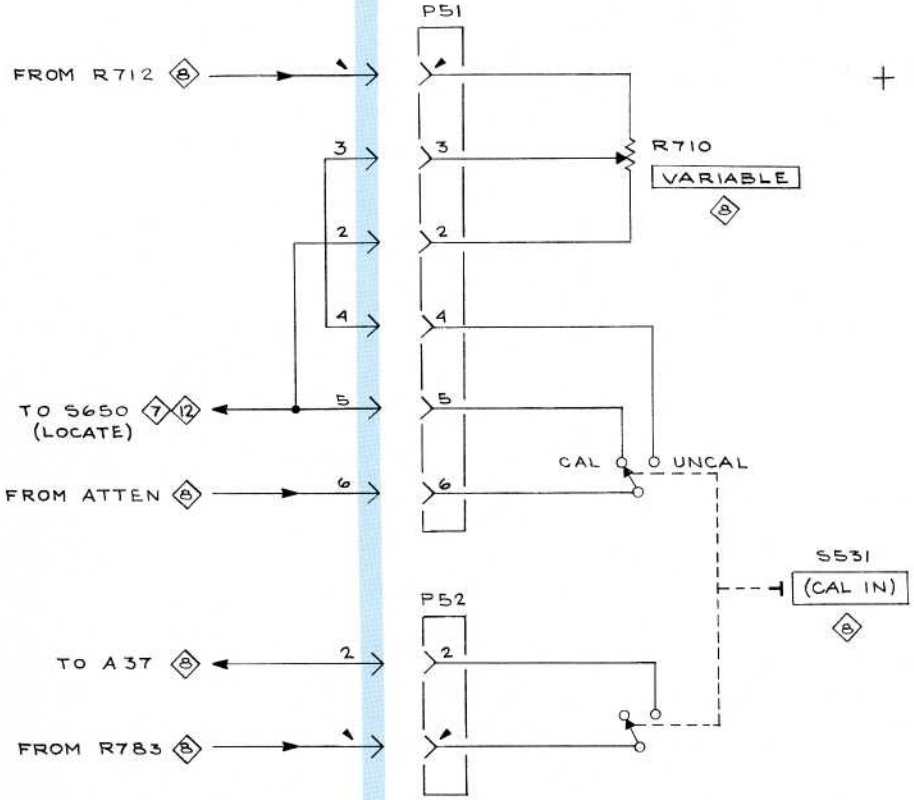 P51
FROM R712 8
3 3 R710
VARIABLE
8
2 2
4 4
TO S650 7 12 5 5
(LOCATE)
CAL UNCAL
FROM ATTEN 8 6 6
S531
(CAL IN)
8
P52
TO A37 8 2 2
FROM R783 8